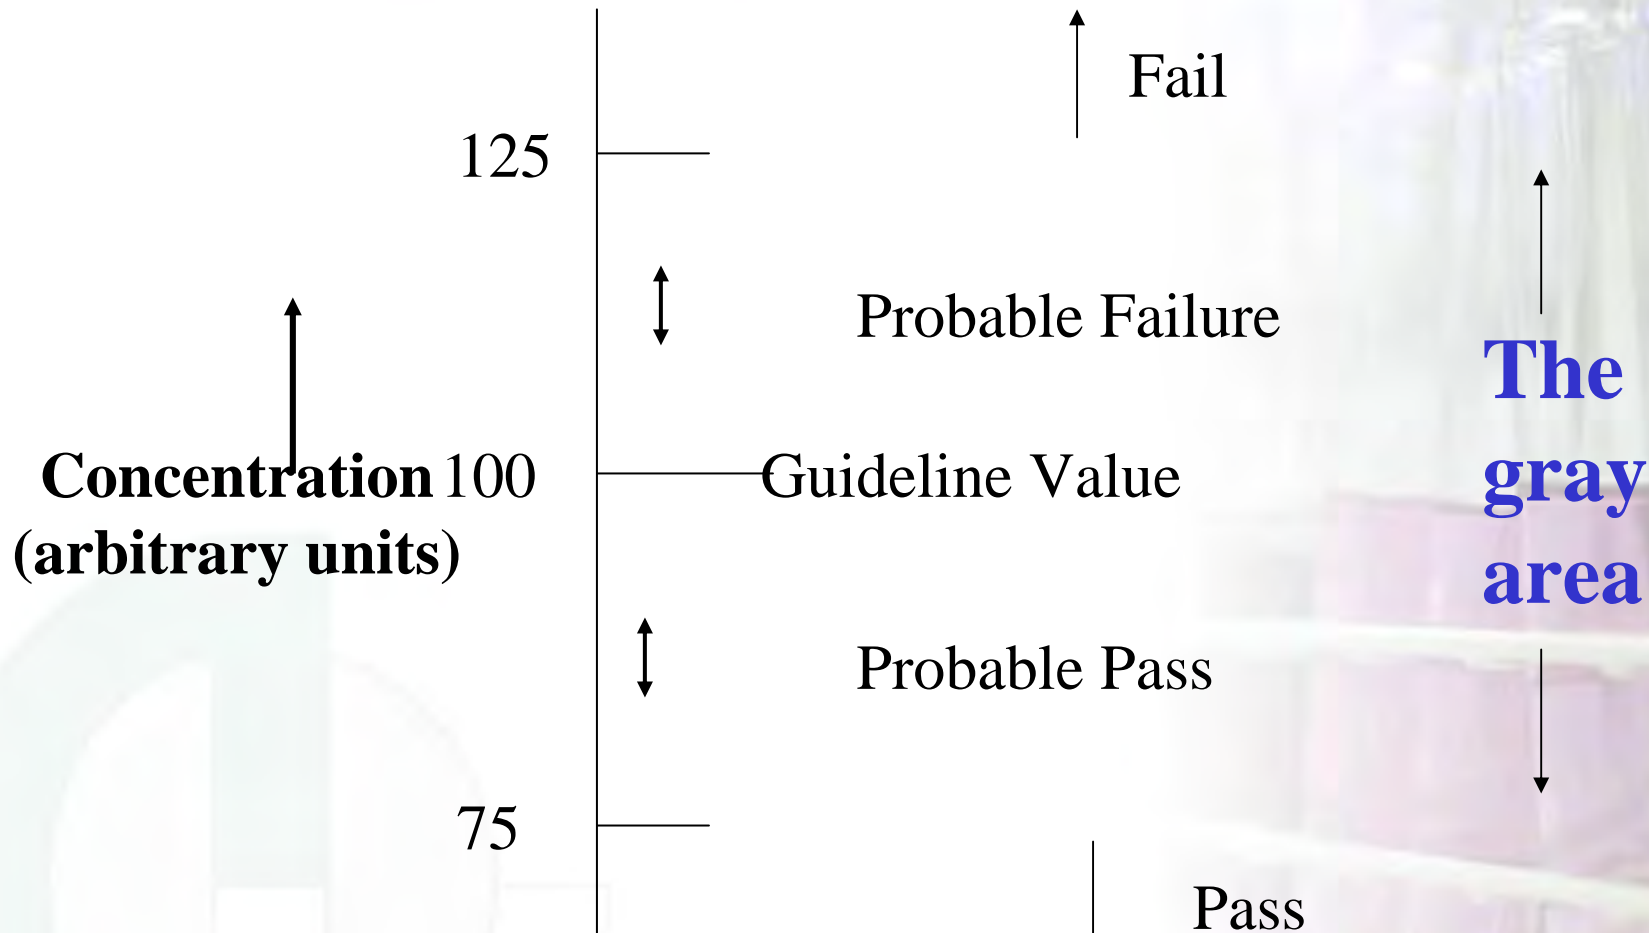 Fail
125
Probable Failure
The
gray
area
Concentration 100
(arbitrary units)
Guideline Value
Probable Pass
75
Pass